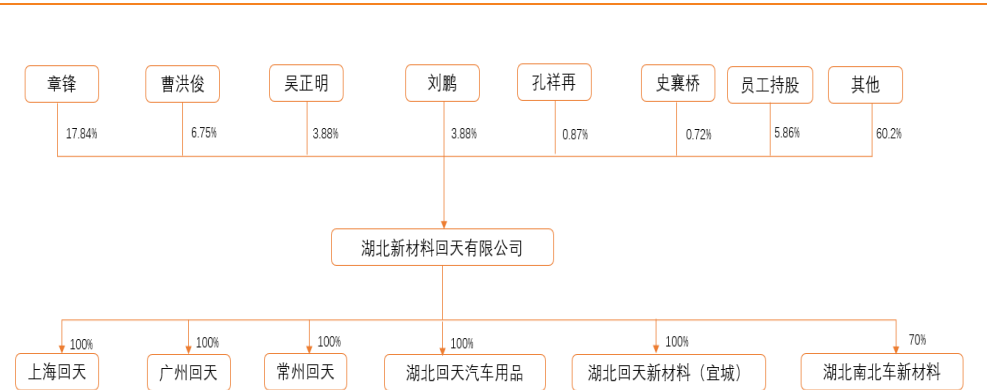 章锋 曹洪俊 吴正明 刘鹏 孔祥再 史襄桥 员工持股 其他
17.84% 6.75% 3.88% 3.88% 0.87% 0.72% 5.86% 60.2%
湖北新材料回天有限公司
100% 100% 100% 100% 100% 70%
上海回天 广州回天 常州回天 湖北回天汽车用品 湖北回天新材料（宜城） 湖北南北车新材料